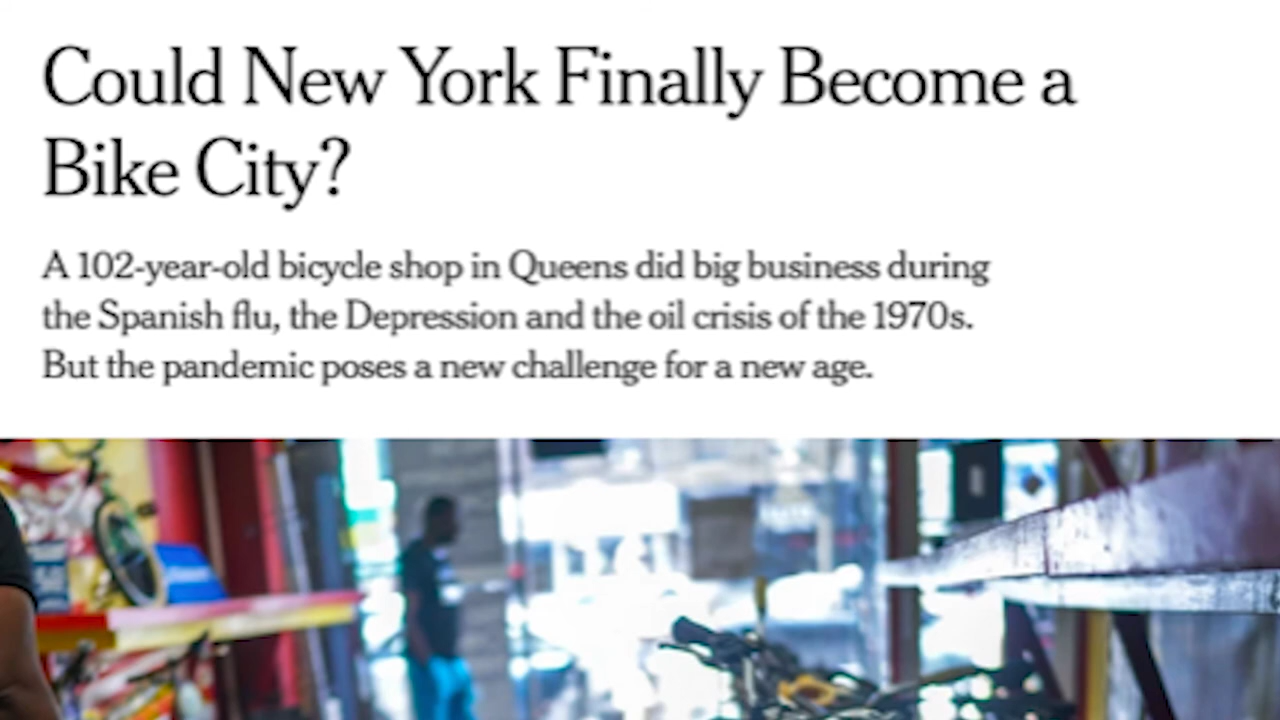 Could New York Finally Become a
Bike City?
A 102-year-old bicycle shop in Queens did big business during
the Spanish flu, the Depression and the oil crisis of the 1970s.
But the pandemic poses a new challenge for a new age.